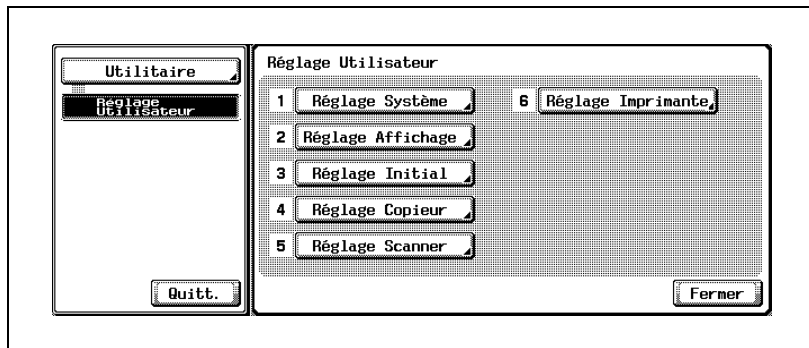 Utilitaire
Réglage
Utilisateur
Quitt.
Réglage Utilisateur
1 Réglage Système
2 Réglage Affichage
3 Réglage Initial
4 Réglage Copieur
5 Réglage Scanner
6 Réglage Imprimante
Fermer